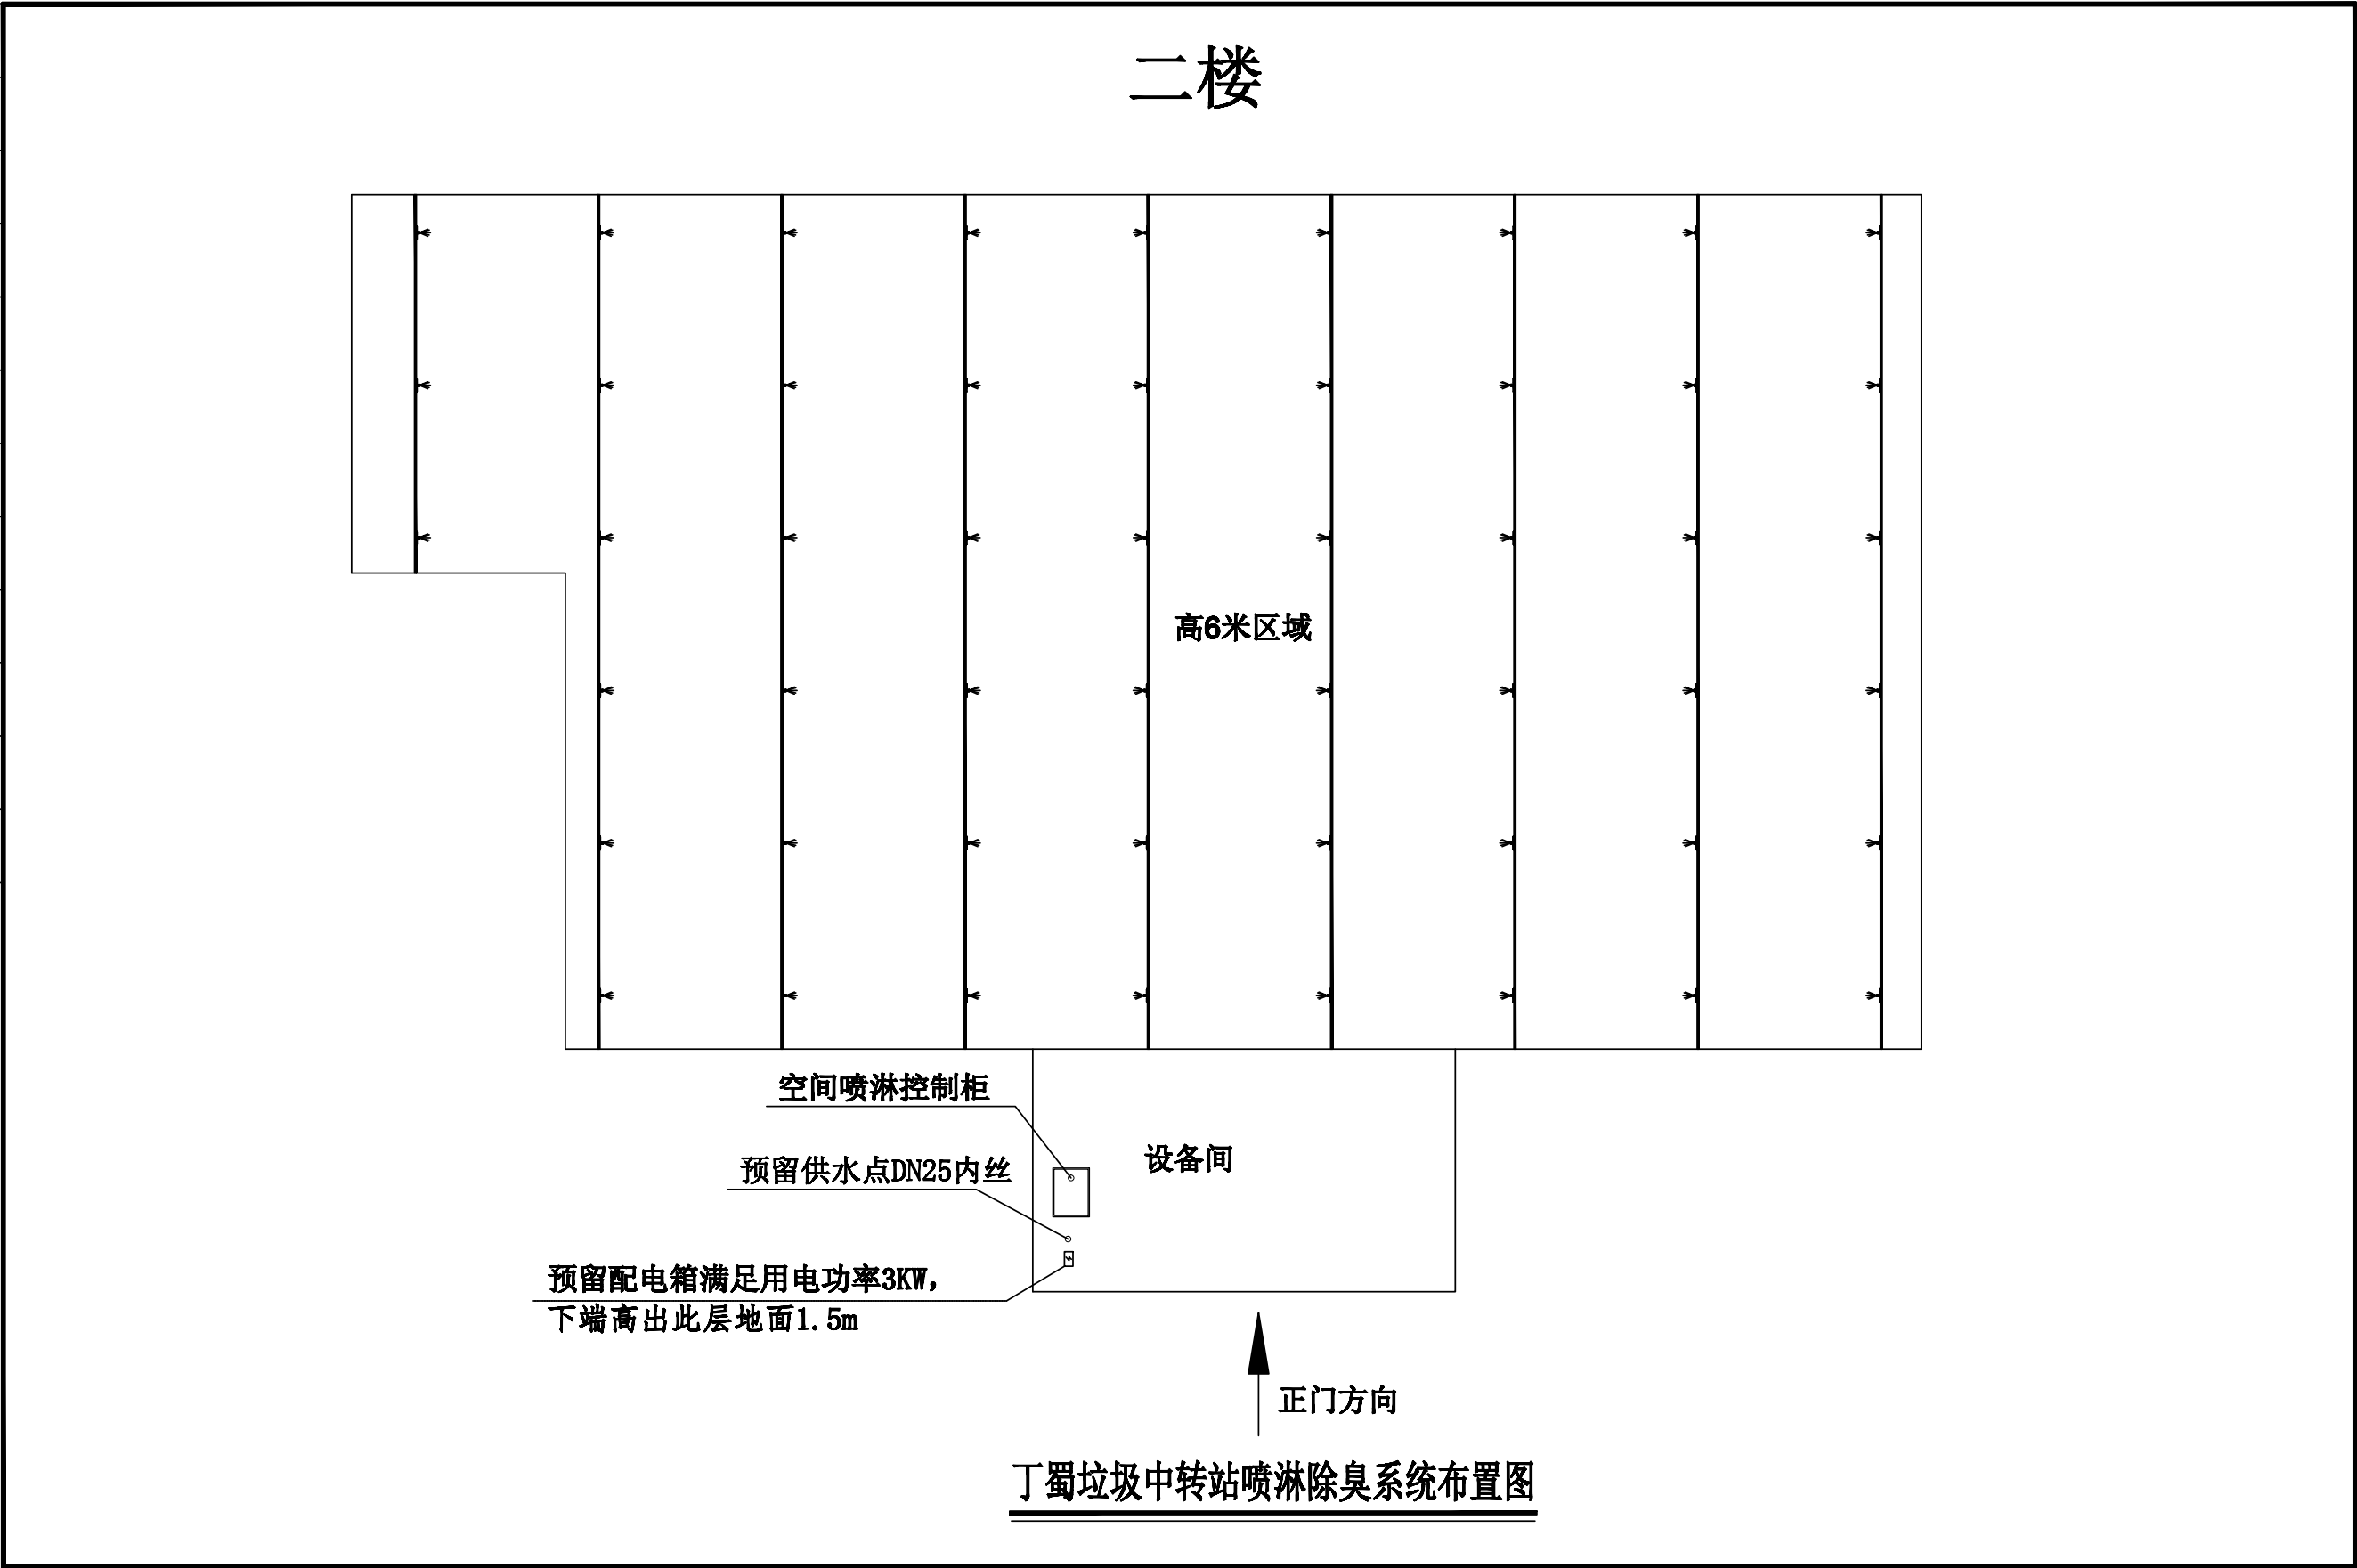 二楼
高6米区域
空间喷淋控制柜
设备间
预留供水点DN25内丝
预留配电箱满足用电功率3KW，
下端高出此层地面1.5m
正门方向
丁蜀垃圾中转站喷淋除臭系统布置图